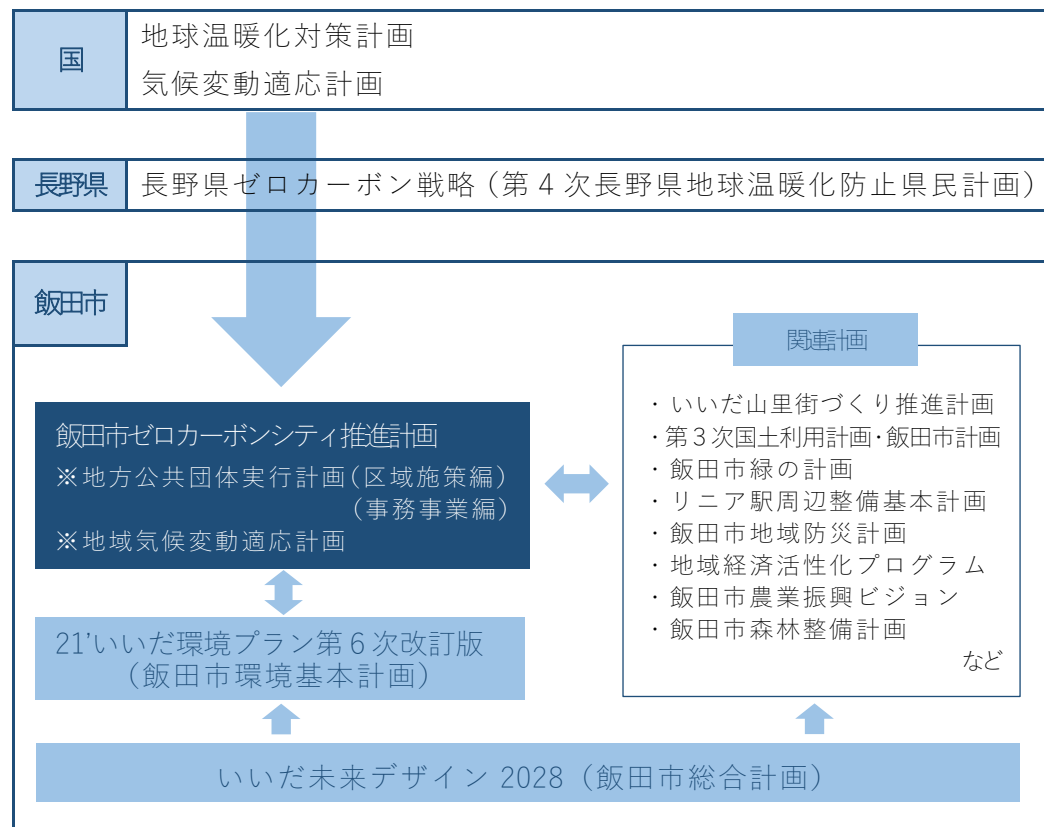 国
地球温暖化対策計画
気候変動適応計画
長野県
長野県ゼロカーボン戦略（第４次長野県地球温暖化防止県民計画）
飯田市
飯田市ゼロカーボンシティ推進計画
※地方公共団体実行計画（区域施策編）
（事務事業編）
※地域気候変動適応計画
21’いいだ環境プラン第６次改訂版
（飯田市環境基本計画）
関連計画
・いいだ山里街づくり推進計画
・第３次国土利用計画・飯田市計画
・飯田市緑の計画
・リニア駅周辺整備基本計画
・飯田市地域防災計画
・地域経済活性化プログラム
・飯田市農業振興ビジョン
・飯田市森林整備計画
など
いいだ未来デザイン 2028（飯田市総合計画）